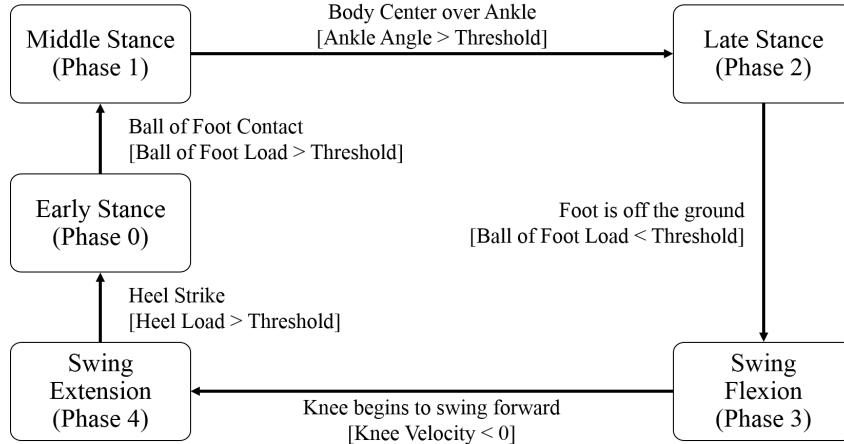 Middle Stance
(Phase 1)
Body Center over Ankle
[Ankle Angle > Threshold]
Late Stance
(Phase 2)
Ball of Foot Contact
[Ball of Foot Load > Threshold]
Early Stance
(Phase 0)
Foot is off the ground
[Ball of Foot Load < Threshold]
Heel Strike
[Heel Load > Threshold]
Swing
Extension
(Phase 4)
Knee begins to swing forward
[Knee Velocity < 0]
Swing
Flexion
(Phase 3)